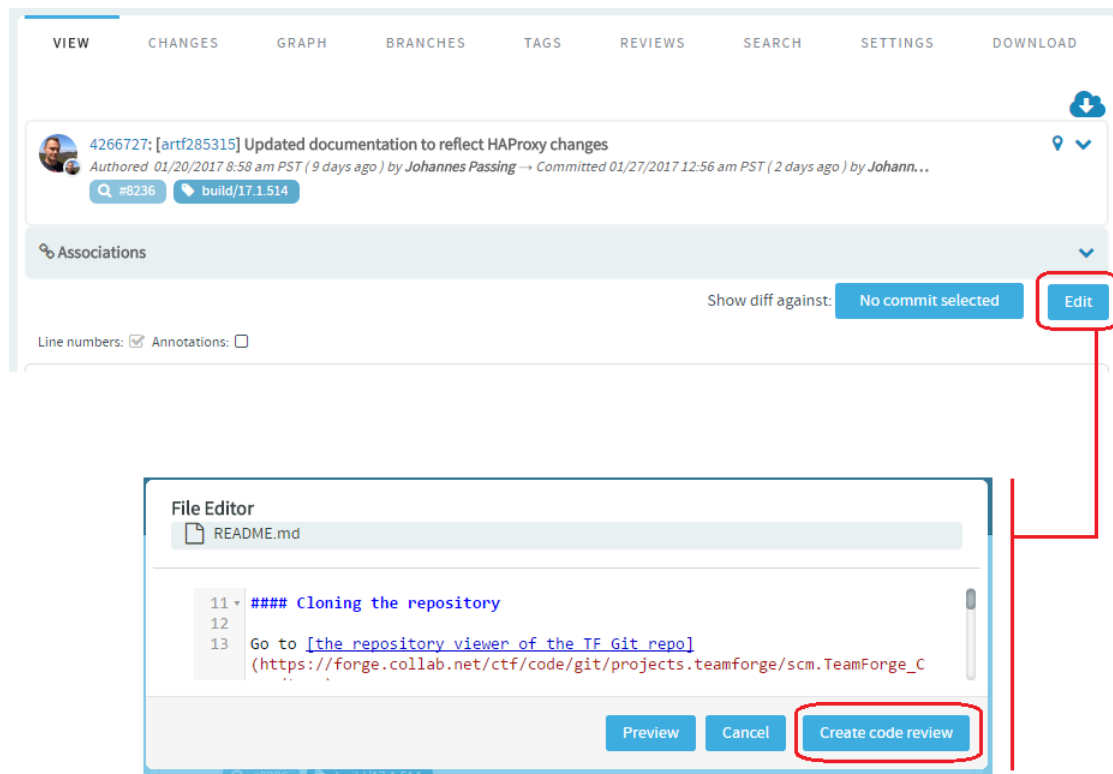 VIEW CHANGES GRAPH BRANCHES TAGS REVIEWS SEARCH SETTINGS DOWNLOAD
4266727: [artf285315] Updated documentation to reflect HAProxy changes
Authored 01/20/2017 8:58 am PST ( 9 days ago ) by Johannes Passing → Committed 01/27/2017 12:56 am PST ( 2 days ago ) by Johann...
#8236 build/17.1.514
Associations
Show diff against: No commit selected Edit
Line numbers: Annotations:
File Editor
README.md
11 #### Cloning the repository
12
13 Go to [the repository viewer of the TF Git repo]
(https://forge.collab.net/ctf/code/git/projects.teamforge/scm.TeamForge_C
Preview Cancel Create code review